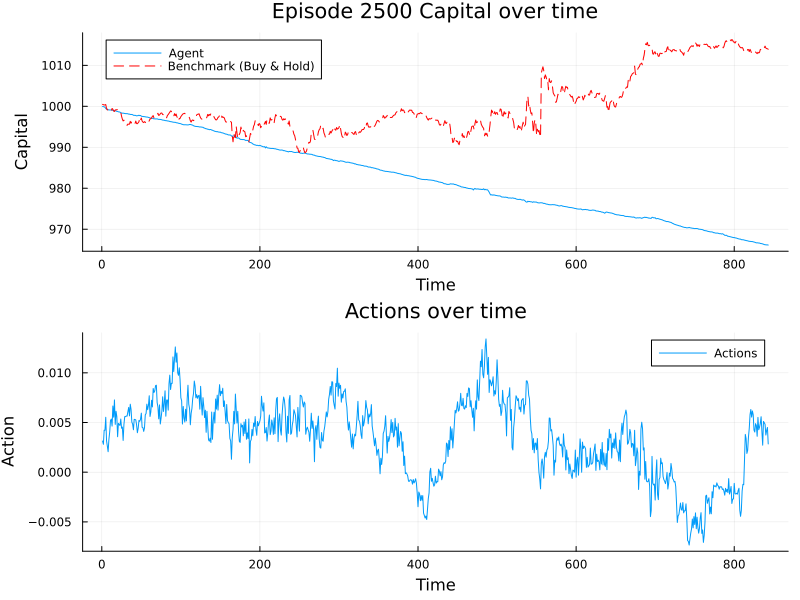 Episode 2500 Capital over time
Agent
Benchmark (Buy & Hold)
Capital
1010
1000
990
980
970
0
200
400
600
800
Time
Actions over time
Actions
Action
0.010
0.005
0.000
−0.005
0
200
400
600
800
Time